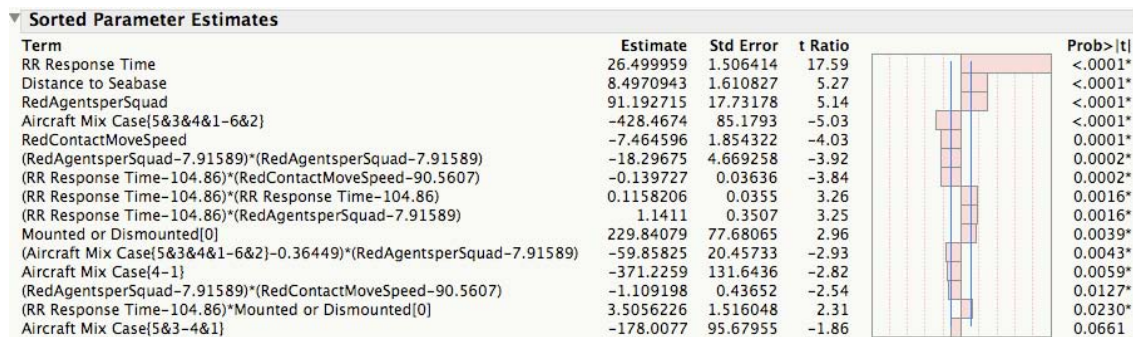 Sorted Parameter Estimates
Term Estimate Std Error t Ratio Prob>|t|
RR Response Time 26.499959 1.506414 17.59 <.0001*
Distance to Seabase 8.4970943 1.610827 5.27 <.0001*
RedAgentsperSquad 91.192715 17.73178 5.14 <.0001*
Aircraft Mix Case{5&3&4&1-6&2} -428.4674 85.1793 -5.03 <.0001*
RedContactMoveSpeed -7.464596 1.854322 -4.03 0.0001*
(RedAgentsperSquad-7.91589)*(RedAgentsperSquad-7.91589) -18.29675 4.669258 -3.92 0.0002*
(RR Response Time-104.86)*(RedContactMoveSpeed-90.5607) -0.139727 0.03636 -3.84 0.0002*
(RR Response Time-104.86)*(RR Response Time-104.86) 0.1158206 0.0355 3.26 0.0016*
(RR Response Time-104.86)*(RedAgentsperSquad-7.91589) 1.1411 0.3507 3.25 0.0016*
Mounted or Dismounted[0] 229.84079 77.68065 2.96 0.0039*
(Aircraft Mix Case{5&3&4&1-6&2}-0.36449)*(RedAgentsperSquad-7.91589) -59.85825 20.45733 -2.93 0.0043*
Aircraft Mix Case{4-1} -371.2259 131.6436 -2.82 0.0059*
(RedAgentsperSquad-7.91589)*(RedContactMoveSpeed-90.5607) -1.109198 0.43652 -2.54 0.0127*
(RR Response Time-104.86)*Mounted or Dismounted[0] 3.5056226 1.516048 2.31 0.0230*
Aircraft Mix Case{5&3-4&1} -178.0077 95.67955 -1.86 0.0661